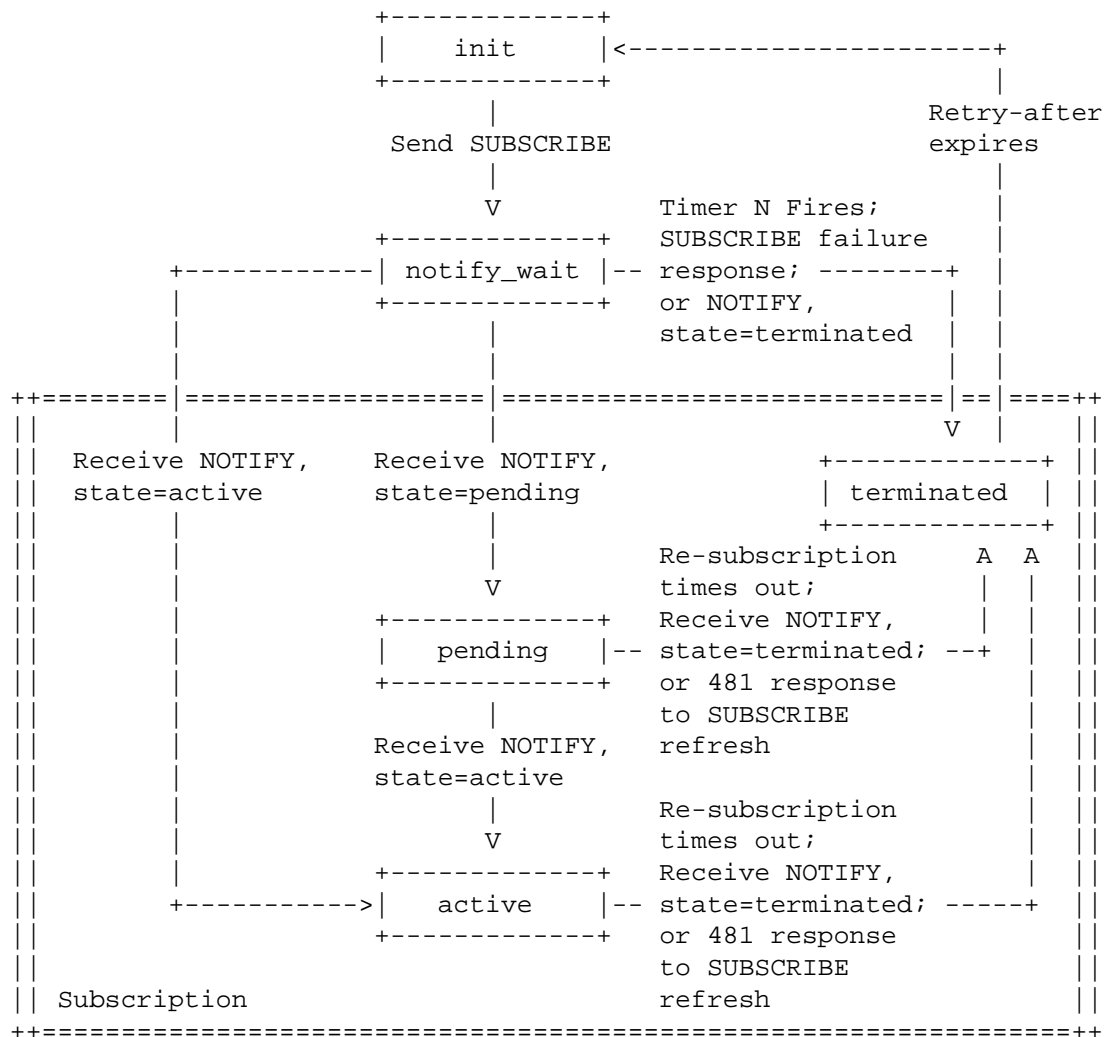 init
Retry-after
Send SUBSCRIBE expires
V Timer N Fires;
SUBSCRIBE failure
notify_wait response;
or NOTIFY,
state=terminated
V
Receive NOTIFY, Receive NOTIFY,
state=active state=pending terminated
Re-subscription A A
times out;
V
Receive NOTIFY,
pending state=terminated;
or 481 response
to SUBSCRIBE
Receive NOTIFY, refresh
state=active
Re-subscription
V times out;
Receive NOTIFY,
active state=terminated;
or 481 response
to SUBSCRIBE
Subscription refresh